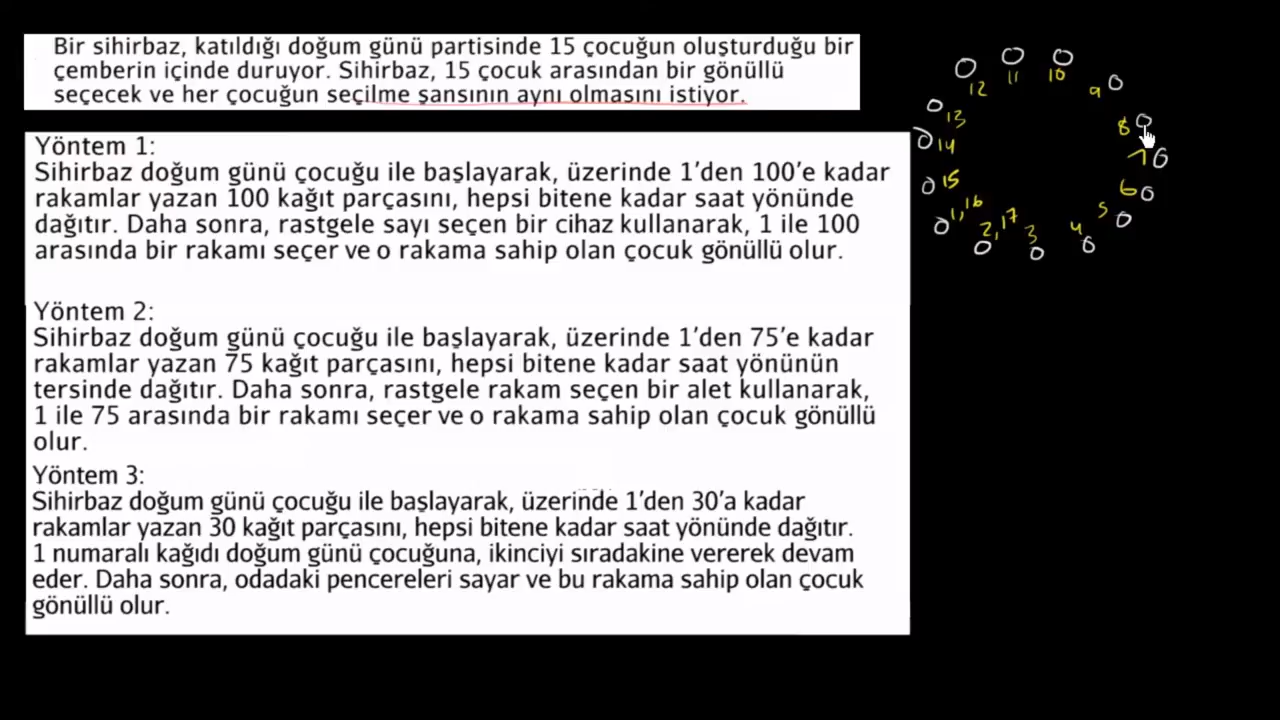 Bir sihirbaz, katıldığı doğum günü partisinde 15 çocuğun oluşturduğu bir
çemberin içinde duruyor. Sihirbaz, 15 çocuk arasından bir gönüllü
seçecek ve her çocuğun seçilme şansının aynı olmasını istiyor.
Yöntem 1:
Sihirbaz doğum günü çocuğu ile başlayarak, üzerinde 1'den 100'e kadar
rakamlar yazan 100 kağıt parçasını, hepsi bitene kadar saat yönünde
dağıtır. Daha sonra, rastgele sayı seçen bir cihaz kullanarak, 1 ile 100
arasında bir rakamı seçer ve o rakama sahip olan çocuk gönüllü olur.
Yöntem 2:
Sihirbaz doğum günü çocuğu ile başlayarak, üzerinde 1'den 75'e kadar
rakamlar yazan 75 kağıt parçasını, hepsi bitene kadar saat yönünün
tersinde dağıtır. Daha sonra, rastgele rakam seçen bir alet kullanarak,
1 ile 75 arasında bir rakamı seçer ve o rakama sahip olan çocuk gönüllü
olur.
Yöntem 3:
Sihirbaz doğum günü çocuğu ile başlayarak, üzerinde 1'den 30'a kadar
rakamlar yazan 30 kağıt parçasını, hepsi bitene kadar saat yönünde dağıtır.
1 numaralı kağıdı doğum günü çocuğuna, ikinciyi sıradakine vererek devam
eder. Daha sonra, odadaki pencereleri sayar ve bu rakama sahip olan çocuk
gönüllü olur.
12 11 10 9
13 8
14 7
15 6
1,16 5
2,17 3 4